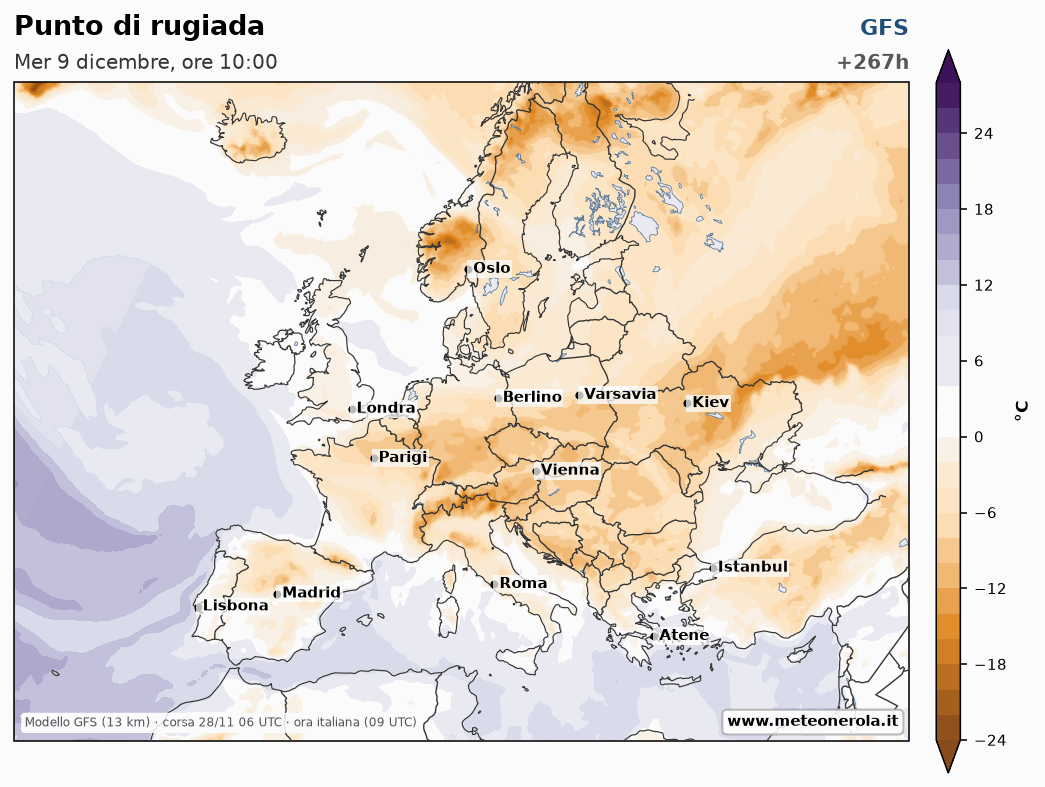 Punto di rugiada
GFS
Mer 9 dicembre, ore 10:00
+267h
Oslo
Berlino
Varsavia
Kiev
Londra
Parigi
Vienna
Istanbul
Roma
Madrid
Lisbona
Atene
Modello GFS (13 km) · corsa 28/11 06 UTC · ora italiana (09 UTC)
www.meteonerola.it
24
18
12
6
0
−6
−12
−18
−24
°C